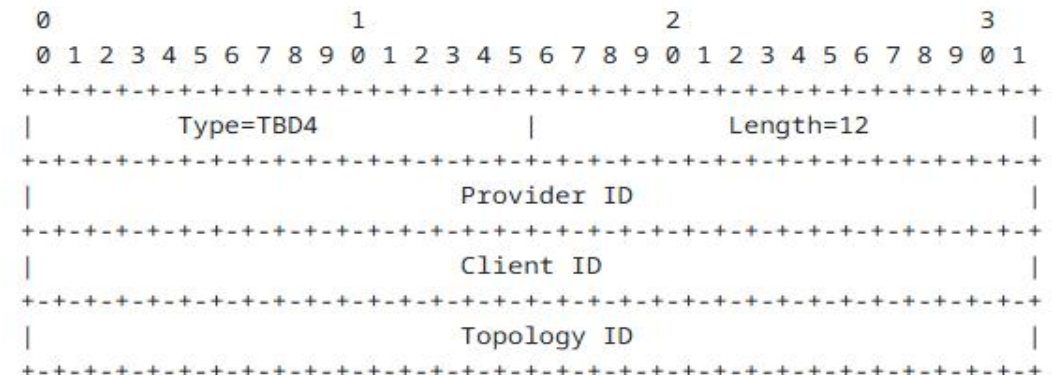 0                   1                   2                   3
0 1 2 3 4 5 6 7 8 9 0 1 2 3 4 5 6 7 8 9 0 1 2 3 4 5 6 7 8 9 0 1
+-+-+-+-+-+-+-+-+-+-+-+-+-+-+-+-+-+-+-+-+-+-+-+-+-+-+-+-+-+-+-+-+
|         Type=TBD4             |            Length=12          |
+-+-+-+-+-+-+-+-+-+-+-+-+-+-+-+-+-+-+-+-+-+-+-+-+-+-+-+-+-+-+-+-+
|                           Provider ID                         |
+-+-+-+-+-+-+-+-+-+-+-+-+-+-+-+-+-+-+-+-+-+-+-+-+-+-+-+-+-+-+-+-+
|                           Client ID                           |
+-+-+-+-+-+-+-+-+-+-+-+-+-+-+-+-+-+-+-+-+-+-+-+-+-+-+-+-+-+-+-+-+
|                           Topology ID                         |
+-+-+-+-+-+-+-+-+-+-+-+-+-+-+-+-+-+-+-+-+-+-+-+-+-+-+-+-+-+-+-+-+